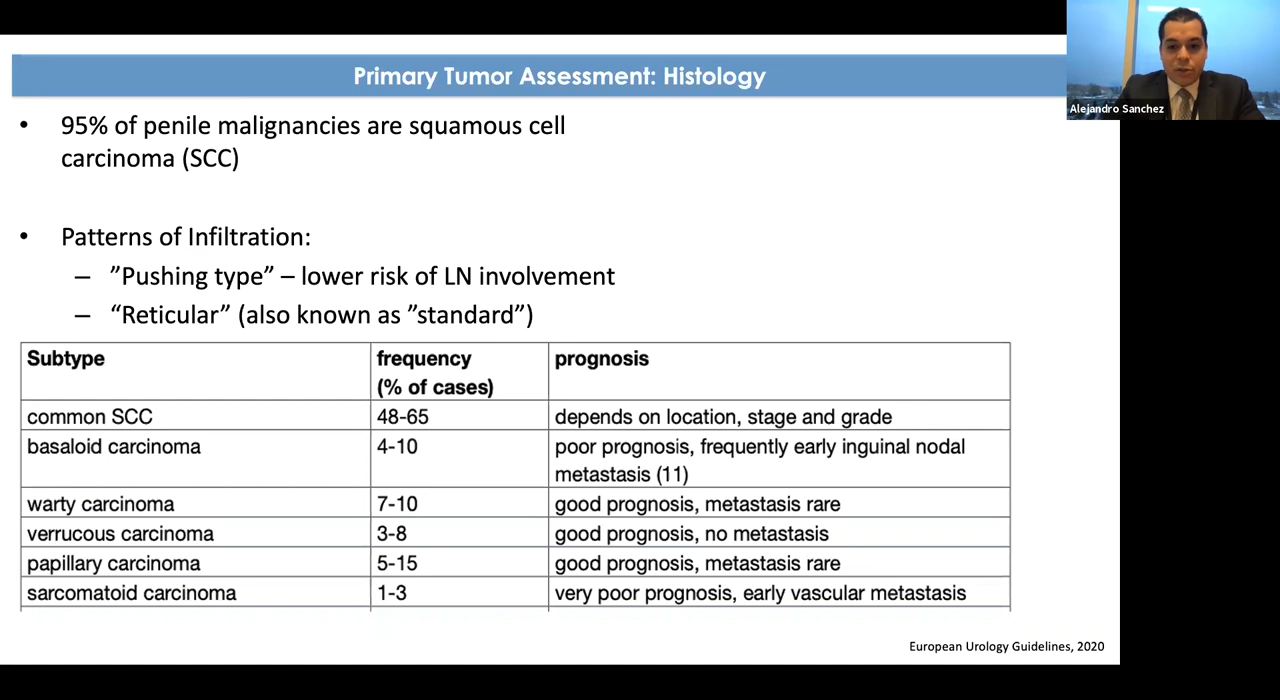 Primary Tumor Assessment: Histology
Alejandro Sanchez
• 95% of penile malignancies are squamous cell
carcinoma (SCC)
• Patterns of Infiltration:
– ”Pushing type” – lower risk of LN involvement
– “Reticular” (also known as ”standard”)
Subtype frequency prognosis
(% of cases)
common SCC 48-65 depends on location, stage and grade
basaloid carcinoma 4-10 poor prognosis, frequently early inguinal nodal
metastasis (11)
warty carcinoma 7-10 good prognosis, metastasis rare
verrucous carcinoma 3-8 good prognosis, no metastasis
papillary carcinoma 5-15 good prognosis, metastasis rare
sarcomatoid carcinoma 1-3 very poor prognosis, early vascular metastasis
European Urology Guidelines, 2020